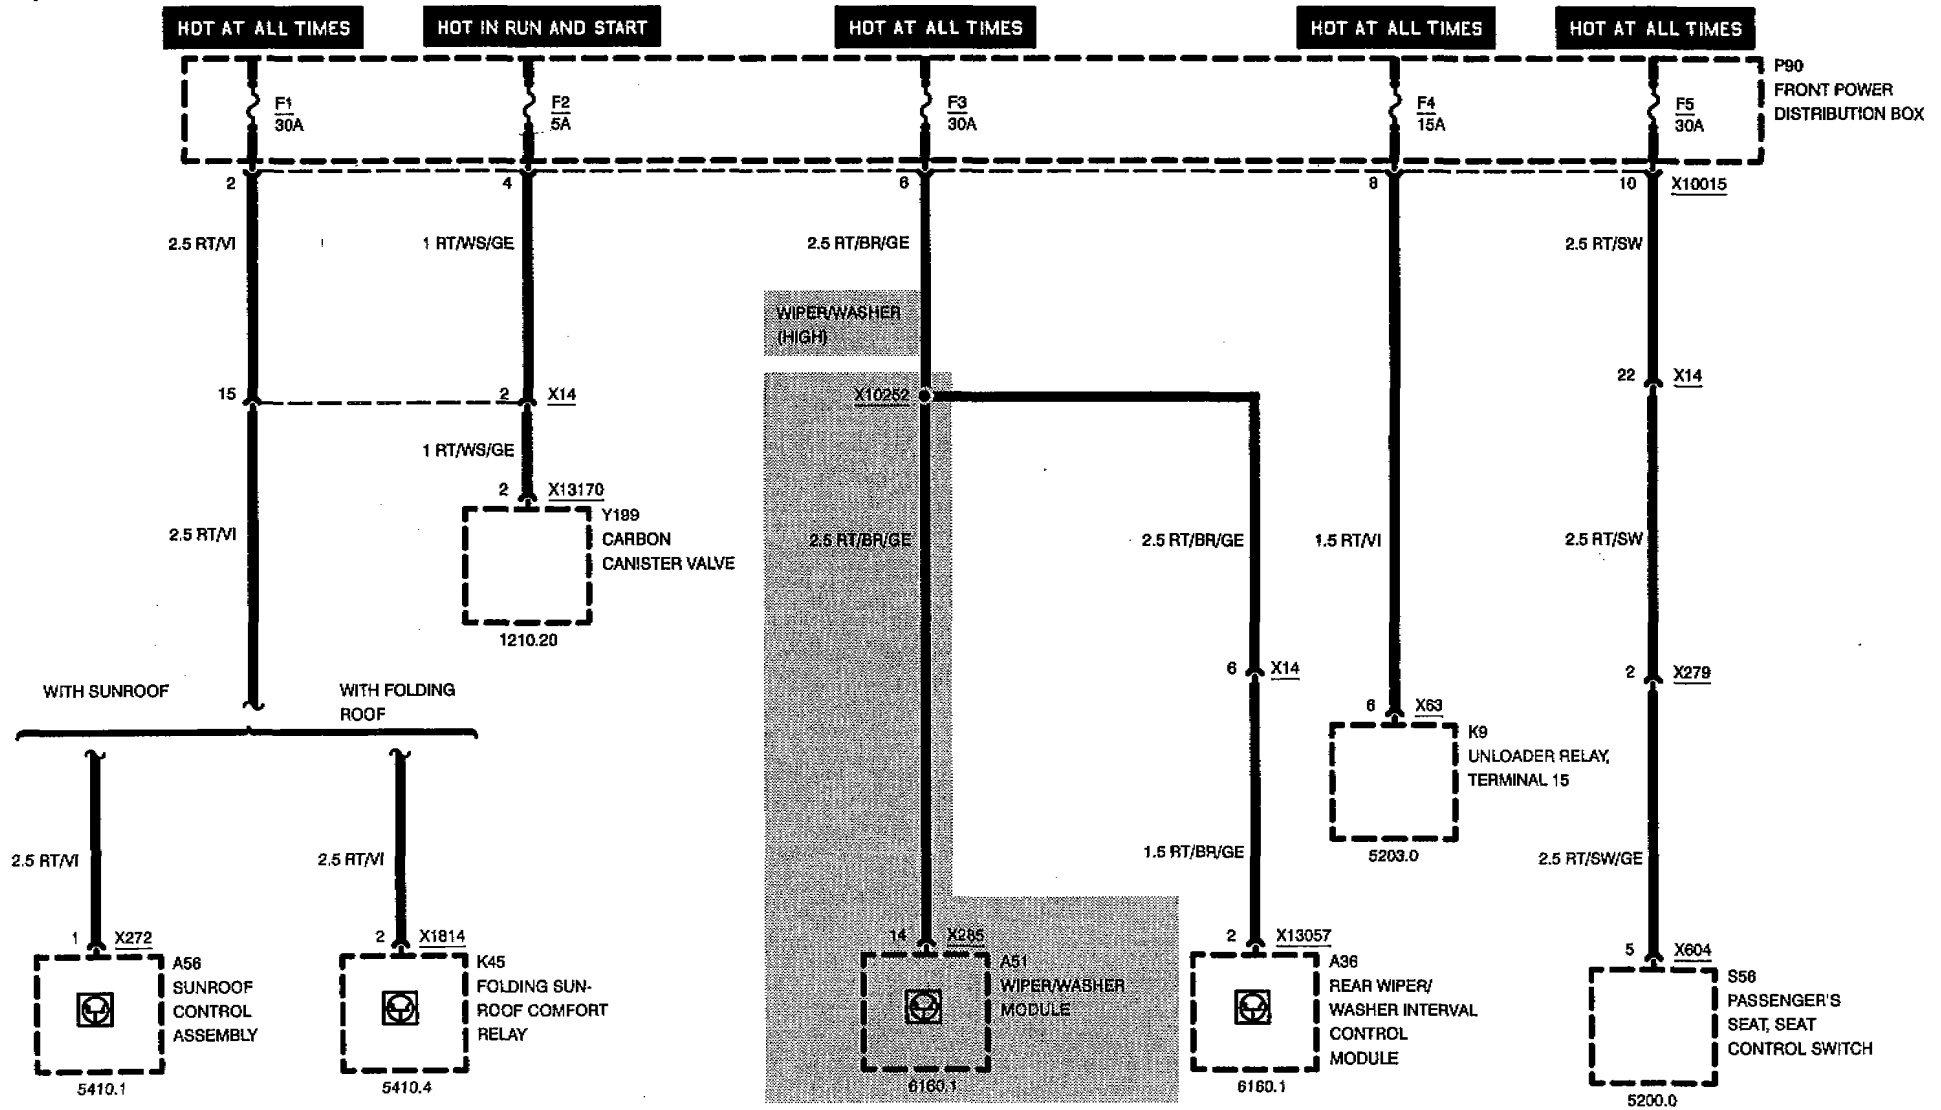 HOT AT ALL TIMES
HOT IN RUN AND START
HOT AT ALL TIMES
HOT AT ALL TIMES
HOT AT ALL TIMES
F1
30A
F2
5A
F3
30A
F4
15A
F5
30A
P90
FRONT POWER
DISTRIBUTION BOX
2
4
6
8
10
X10015
2.5 RT/VI
1 RT/WS/GE
2.5 RT/BR/GE
2.5 RT/SW
WIPER/WASHER
(HIGH)
15
2
X14
X10252
22
X14
1 RT/WS/GE
2
X13170
Y199
CARBON
CANISTER VALVE
1210.20
2.5 RT/VI
2.5 RT/BR/GE
2.5 RT/BR/GE
1.5 RT/VI
2.5 RT/SW
WITH SUNROOF
WITH FOLDING
ROOF
6
X14
2
X279
6
X63
K9
UNLOADER RELAY,
TERMINAL 15
5203.0
2.5 RT/VI
2.5 RT/VI
1.5 RT/BR/GE
2.5 RT/SW/GE
1
X272
A56
SUNROOF
CONTROL
ASSEMBLY
5410.1
2
X1814
K45
FOLDING SUN-
ROOF COMFORT
RELAY
5410.4
14
X285
A51
WIPER/WASHER
MODULE
6160.1
2
X13057
A36
REAR WIPER/
WASHER INTERVAL
CONTROL
MODULE
6160.1
5
X604
S56
PASSENGER'S
SEAT, SEAT
CONTROL SWITCH
5200.0